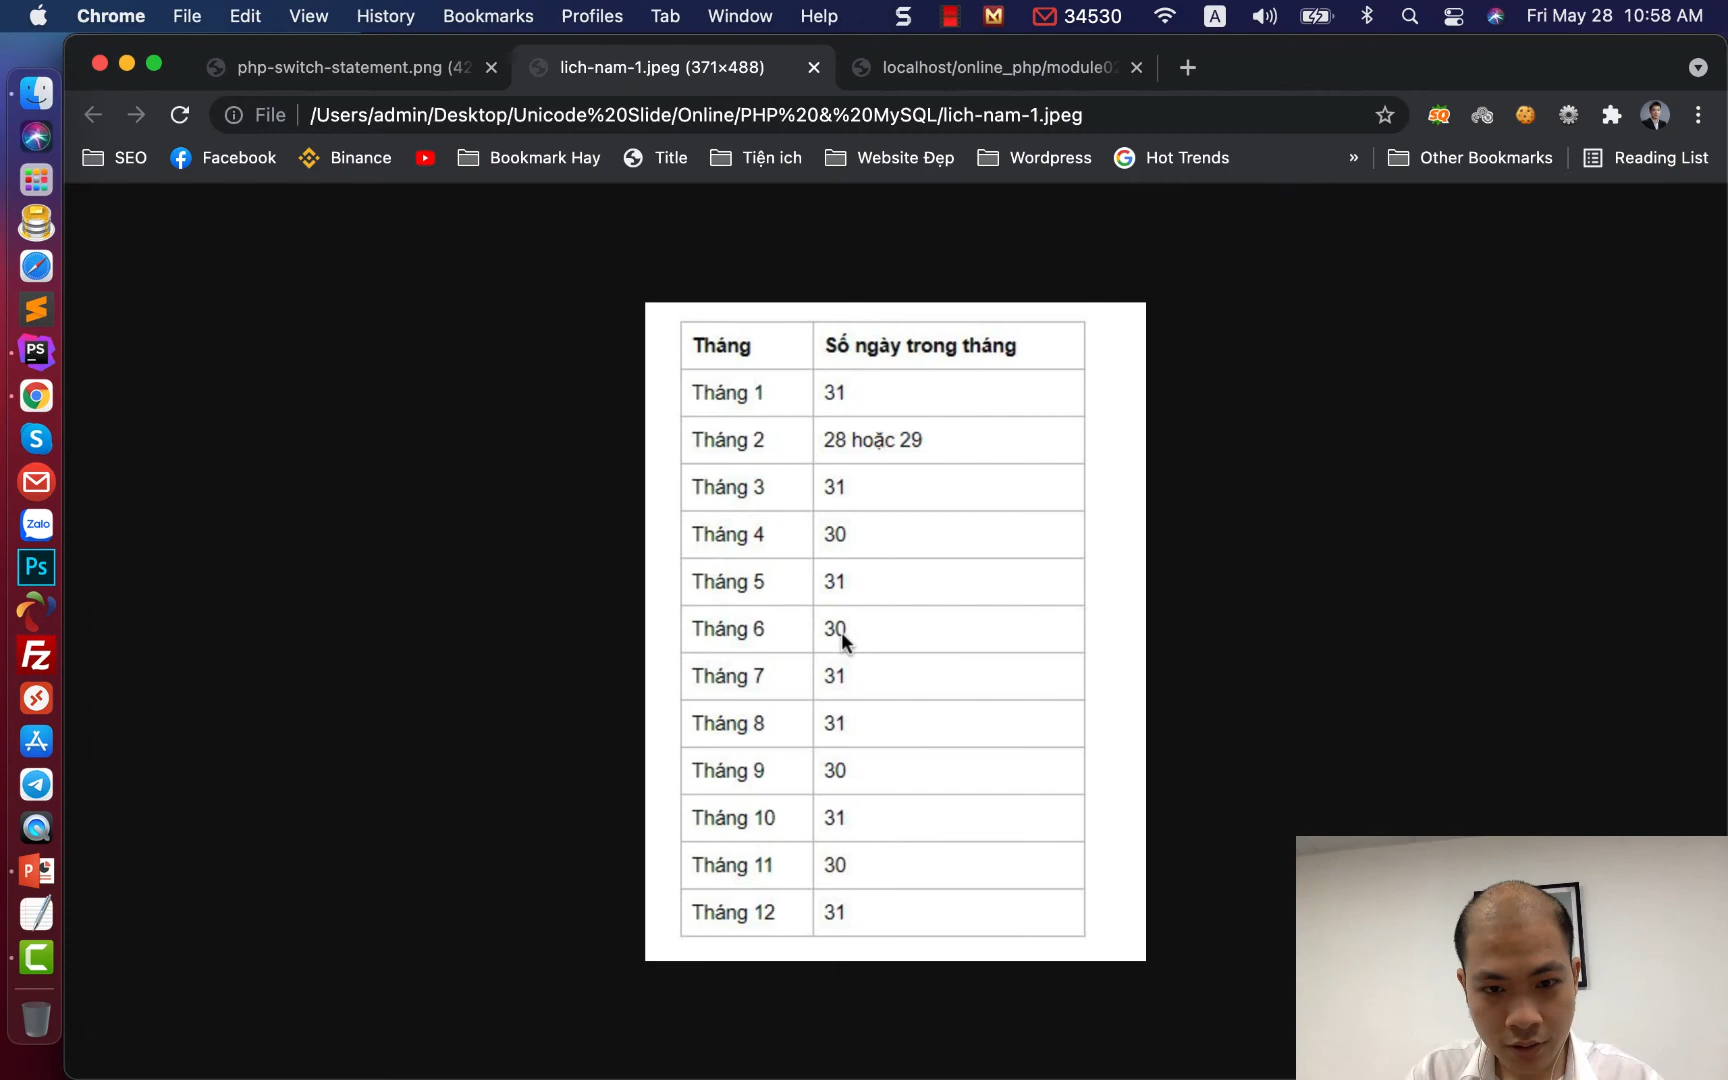 Chrome File Edit View History Bookmarks Profiles Tab Window Help 34530 A Fri May 28 10:58 AM
php-switch-statement.png (42 lich-nam-1.jpeg (371×488) localhost/online_php/module02
File /Users/admin/Desktop/Unicode%20Slide/Online/PHP%20&%20MySQL/lich-nam-1.jpeg
SEO Facebook Binance Bookmark Hay Title Tiện ích Website Đẹp Wordpress Hot Trends » Other Bookmarks Reading List
Tháng Số ngày trong tháng
Tháng 1 31
Tháng 2 28 hoặc 29
Tháng 3 31
Tháng 4 30
Tháng 5 31
Tháng 6 30
Tháng 7 31
Tháng 8 31
Tháng 9 30
Tháng 10 31
Tháng 11 30
Tháng 12 31
PS
Zalo
Ps
Fz